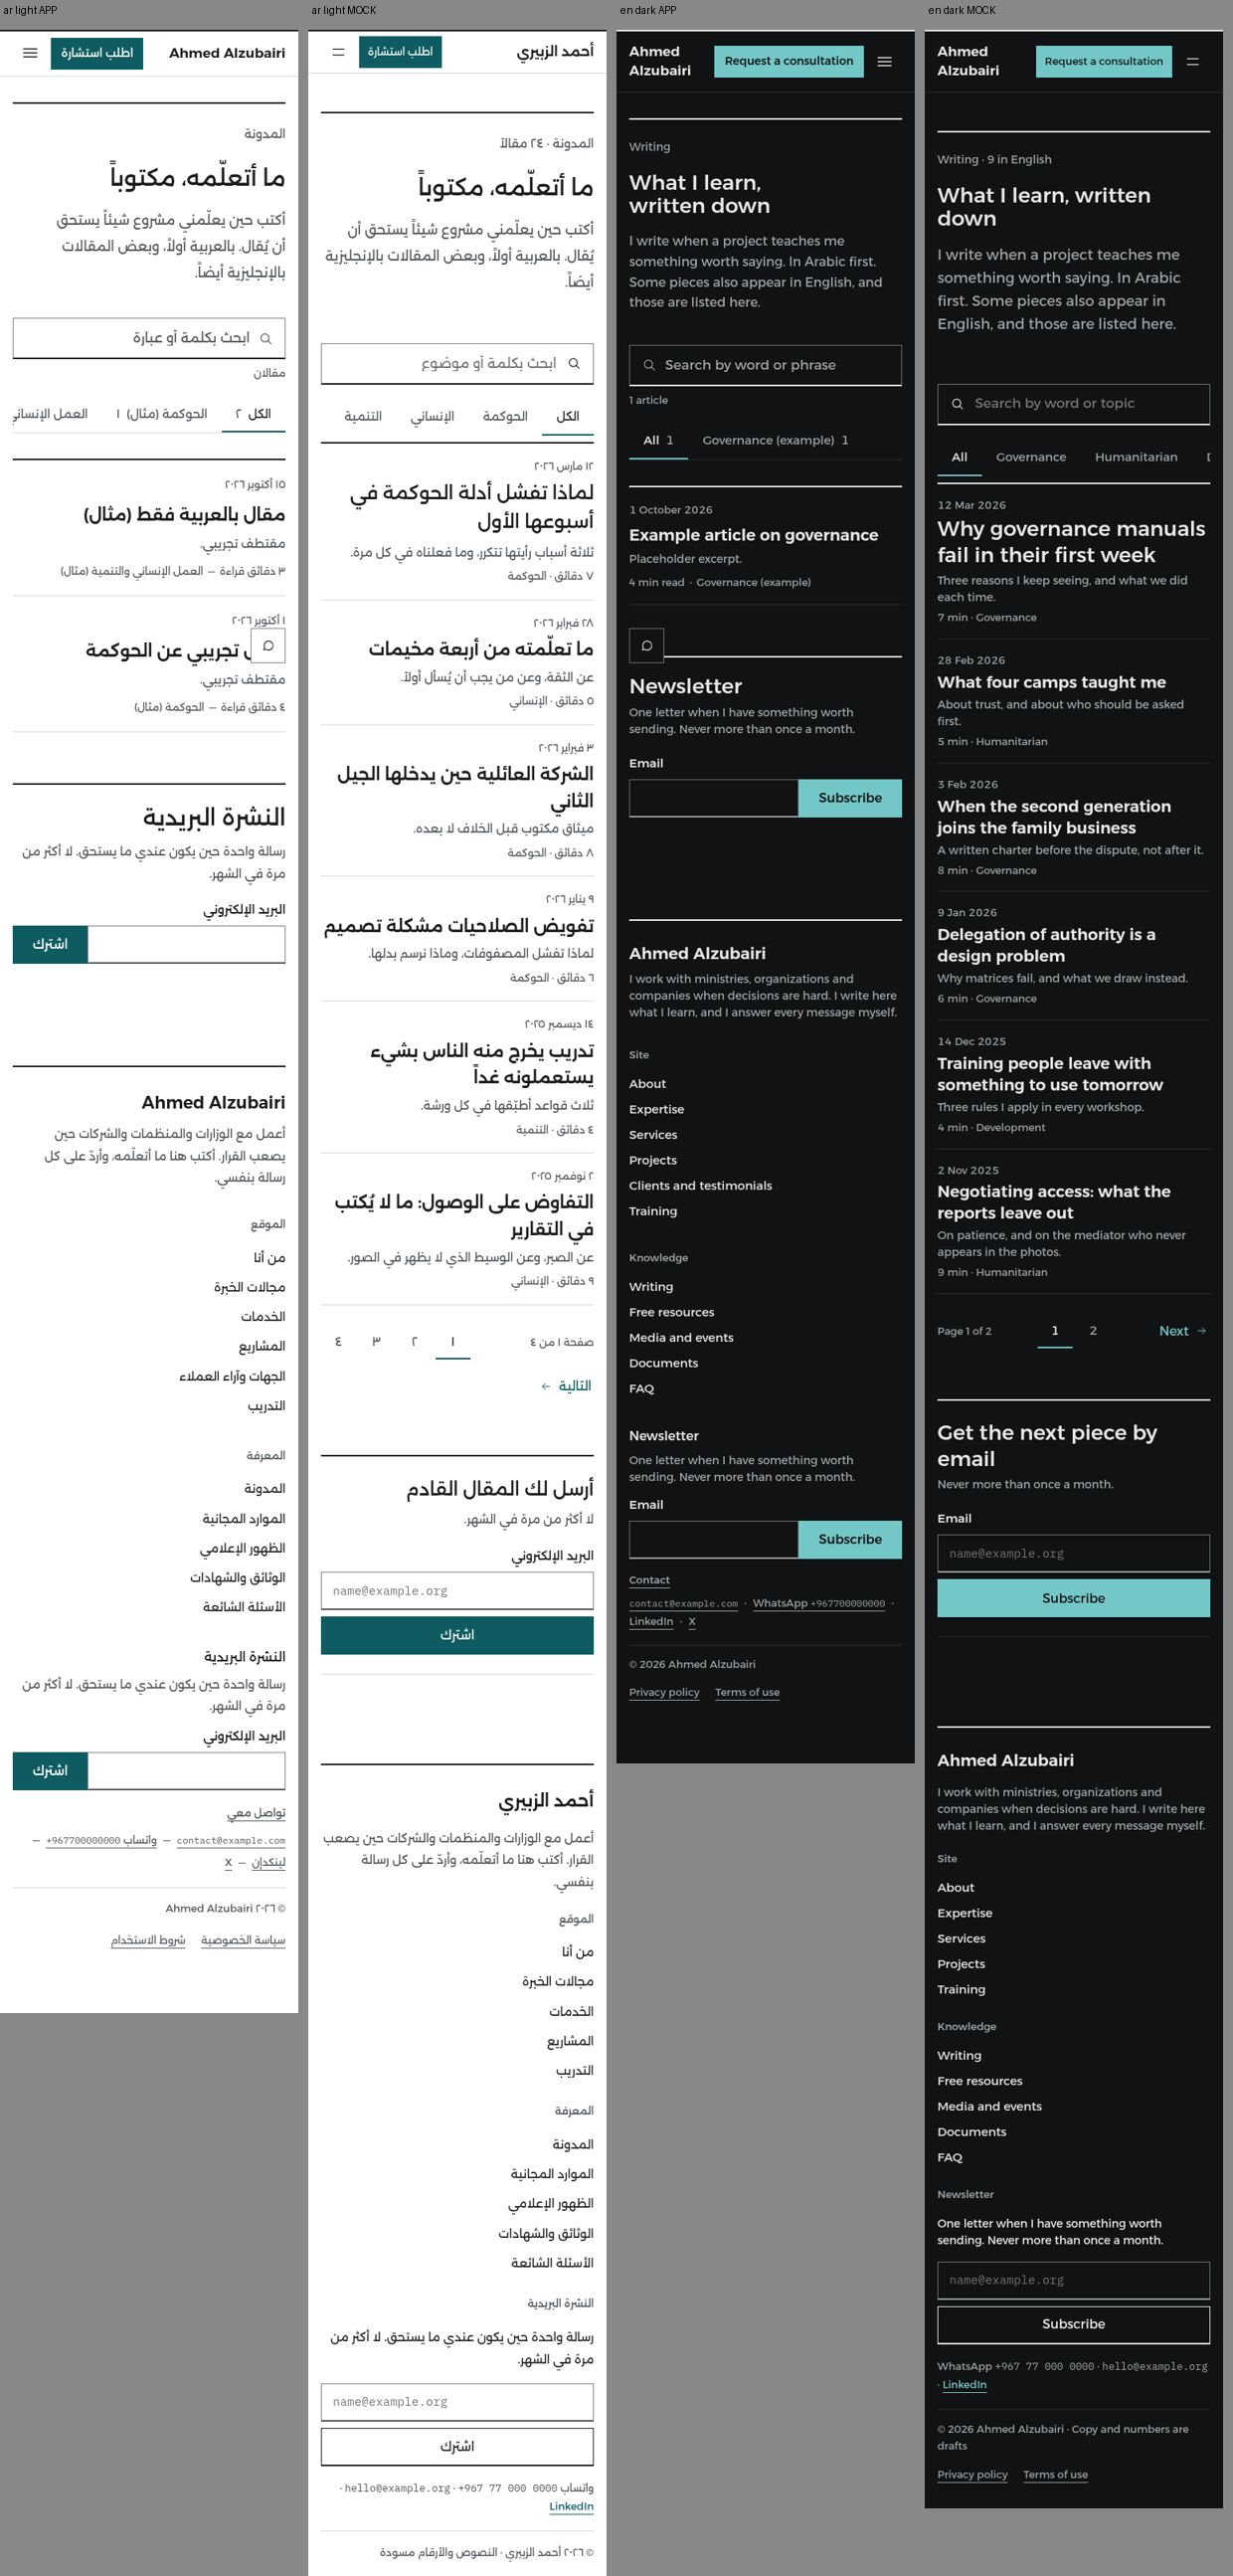 ar light APP
Ahmed Alzubairi
اطلب استشارة
المدونة
ما أتعلّمه، مكتوباً
أكتب حين يعلّمني مشروع شيئاً يستحق
أن يُقال. بالعربية أولاً، وبعض المقالات
بالإنجليزية أيضاً.
ابحث بكلمة أو عبارة
مقالان
الكل ٢
الحوكمة (مثال) ١
العمل الإنساني
١٥ أكتوبر ٢٠٢٦
مقال بالعربية فقط (مثال)
مقتطف تجريبي.
٣ دقائق قراءة — العمل الإنساني والتنمية (مثال)
١ أكتوبر ٢٠٢٦
تجريبي عن الحوكمة
مقتطف تجريبي.
٤ دقائق قراءة — الحوكمة (مثال)
النشرة البريدية
رسالة واحدة حين يكون عندي ما يستحق. لا أكثر من
مرة في الشهر.
البريد الإلكتروني
اشترك
Ahmed Alzubairi
أعمل مع الوزارات والمنظمات والشركات حين
يصعب القرار. أكتب هنا ما أتعلّمه، وأردّ على كل
رسالة بنفسي.
الموقع
من أنا
مجالات الخبرة
الخدمات
المشاريع
الجهات وآراء العملاء
التدريب
المعرفة
المدونة
الموارد المجانية
الظهور الإعلامي
الوثائق والشهادات
الأسئلة الشائعة
النشرة البريدية
رسالة واحدة حين يكون عندي ما يستحق. لا أكثر من
مرة في الشهر.
البريد الإلكتروني
اشترك
تواصل معي
contact@example.com — واتساب +967700000000 —
لينكدإن — X
© ٢٠٢٦ Ahmed Alzubairi
سياسة الخصوصية شروط الاستخدام
ar light MOCK
أحمد الزبيري
اطلب استشارة
المدونة · ٢٤ مقالاً
ما أتعلّمه، مكتوباً
أكتب حين يعلّمني مشروع شيئاً يستحق أن
يُقال. بالعربية أولاً، وبعض المقالات بالإنجليزية
أيضاً.
ابحث بكلمة أو موضوع
الكل
الحوكمة
الإنساني
التنمية
١٢ مارس ٢٠٢٦
لماذا تفشل أدلة الحوكمة في
أسبوعها الأول
ثلاثة أسباب رأيتها تتكرر، وما فعلناه في كل مرة.
٧ دقائق · الحوكمة
٢٨ فبراير ٢٠٢٦
ما تعلّمته من أربعة مخيمات
عن الثقة، وعن من يجب أن يُسأل أولاً.
٥ دقائق · الإنساني
٣ فبراير ٢٠٢٦
الشركة العائلية حين يدخلها الجيل
الثاني
ميثاق مكتوب قبل الخلاف لا بعده.
٨ دقائق · الحوكمة
٩ يناير ٢٠٢٦
تفويض الصلاحيات مشكلة تصميم
لماذا تفشل المصفوفات، وماذا نرسم بدلها.
٦ دقائق · الحوكمة
١٤ ديسمبر ٢٠٢٥
تدريب يخرج منه الناس بشيء
يستعملونه غداً
ثلاث قواعد أطبّقها في كل ورشة.
٤ دقائق · التنمية
٢ نوفمبر ٢٠٢٥
التفاوض على الوصول: ما لا يُكتب
في التقارير
عن الصبر، وعن الوسيط الذي لا يظهر في الصور.
٩ دقائق · الإنساني
صفحة ١ من ٤
١ ٢ ٣ ٤
التالية ←
أرسل لك المقال القادم
لا أكثر من مرة في الشهر.
البريد الإلكتروني
name@example.org
اشترك
أحمد الزبيري
أعمل مع الوزارات والمنظمات والشركات حين يصعب
القرار. أكتب هنا ما أتعلّمه، وأردّ على كل رسالة
بنفسي.
الموقع
من أنا
مجالات الخبرة
الخدمات
المشاريع
التدريب
المعرفة
المدونة
الموارد المجانية
الظهور الإعلامي
الوثائق والشهادات
الأسئلة الشائعة
النشرة البريدية
رسالة واحدة حين يكون عندي ما يستحق. لا أكثر من
مرة في الشهر.
name@example.org
اشترك
واتساب +967 77 000 0000 · hello@example.org ·
LinkedIn
© ٢٠٢٦ أحمد الزبيري · النصوص والأرقام مسودة
en dark APP
Ahmed
Alzubairi
Request a consultation
Writing
What I learn,
written down
I write when a project teaches me
something worth saying. In Arabic first.
Some pieces also appear in English, and
those are listed here.
Search by word or phrase
1 article
All 1
Governance (example) 1
1 October 2026
Example article on governance
Placeholder excerpt.
4 min read · Governance (example)
Newsletter
One letter when I have something worth
sending. Never more than once a month.
Email
Subscribe
Ahmed Alzubairi
I work with ministries, organizations and
companies when decisions are hard. I write here
what I learn, and I answer every message myself.
Site
About
Expertise
Services
Projects
Clients and testimonials
Training
Knowledge
Writing
Free resources
Media and events
Documents
FAQ
Newsletter
One letter when I have something worth
sending. Never more than once a month.
Email
Subscribe
Contact
contact@example.com · WhatsApp +967700000000 ·
LinkedIn · X
© 2026 Ahmed Alzubairi
Privacy policy Terms of use
en dark MOCK
Ahmed
Alzubairi
Request a consultation
Writing · 9 in English
What I learn, written
down
I write when a project teaches me
something worth saying. In Arabic
first. Some pieces also appear in
English, and those are listed here.
Search by word or topic
All
Governance
Humanitarian
12 Mar 2026
Why governance manuals
fail in their first week
Three reasons I keep seeing, and what we did
each time.
7 min · Governance
28 Feb 2026
What four camps taught me
About trust, and about who should be asked
first.
5 min · Humanitarian
3 Feb 2026
When the second generation
joins the family business
A written charter before the dispute, not after it.
8 min · Governance
9 Jan 2026
Delegation of authority is a
design problem
Why matrices fail, and what we draw instead.
6 min · Governance
14 Dec 2025
Training people leave with
something to use tomorrow
Three rules I apply in every workshop.
4 min · Development
2 Nov 2025
Negotiating access: what the
reports leave out
On patience, and on the mediator who never
appears in the photos.
9 min · Humanitarian
Page 1 of 2
1 2
Next →
Get the next piece by
email
Never more than once a month.
Email
name@example.org
Subscribe
Ahmed Alzubairi
I work with ministries, organizations and
companies when decisions are hard. I write here
what I learn, and I answer every message myself.
Site
About
Expertise
Services
Projects
Training
Knowledge
Writing
Free resources
Media and events
Documents
FAQ
Newsletter
One letter when I have something worth
sending. Never more than once a month.
name@example.org
Subscribe
WhatsApp +967 77 000 0000 · hello@example.org
· LinkedIn
© 2026 Ahmed Alzubairi · Copy and numbers are
drafts
Privacy policy Terms of use